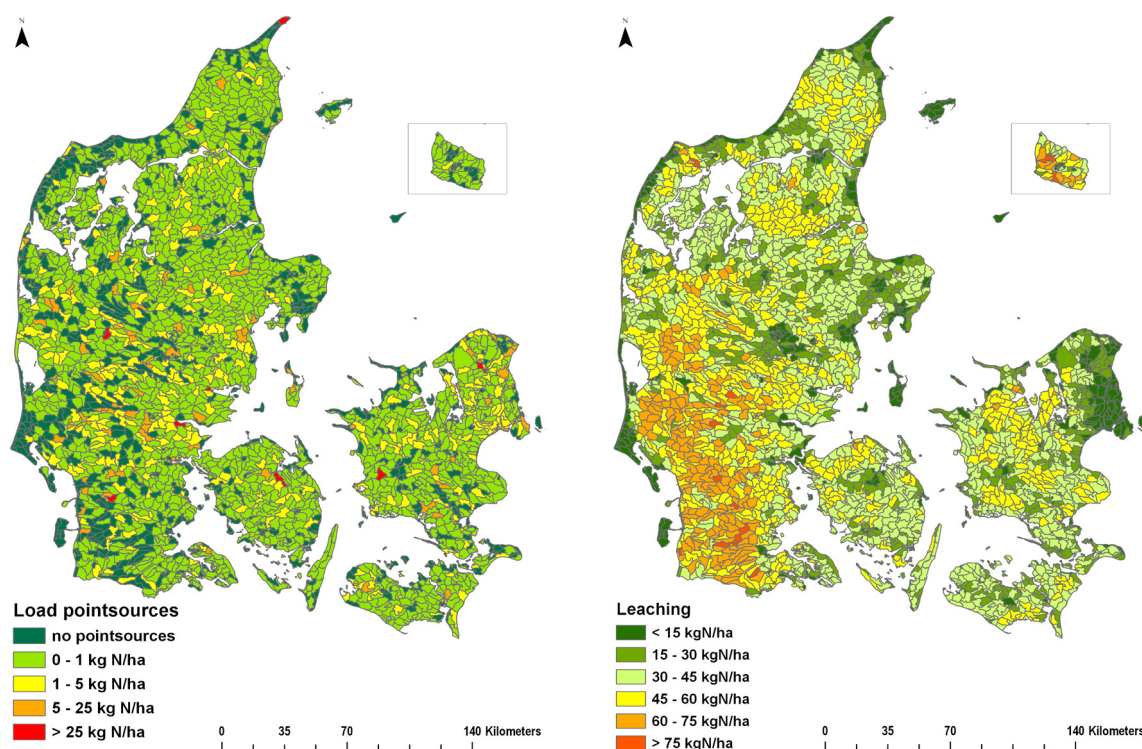 N
N
Load pointsources
no pointsources
0 - 1 kg N/ha
1 - 5 kg N/ha
5 - 25 kg N/ha
> 25 kg N/ha
0 35 70 140 Kilometers
Leaching
< 15 kgN/ha
15 - 30 kgN/ha
30 - 45 kgN/ha
45 - 60 kgN/ha
60 - 75 kgN/ha
> 75 kgN/ha
0 35 70 140 Kilometers